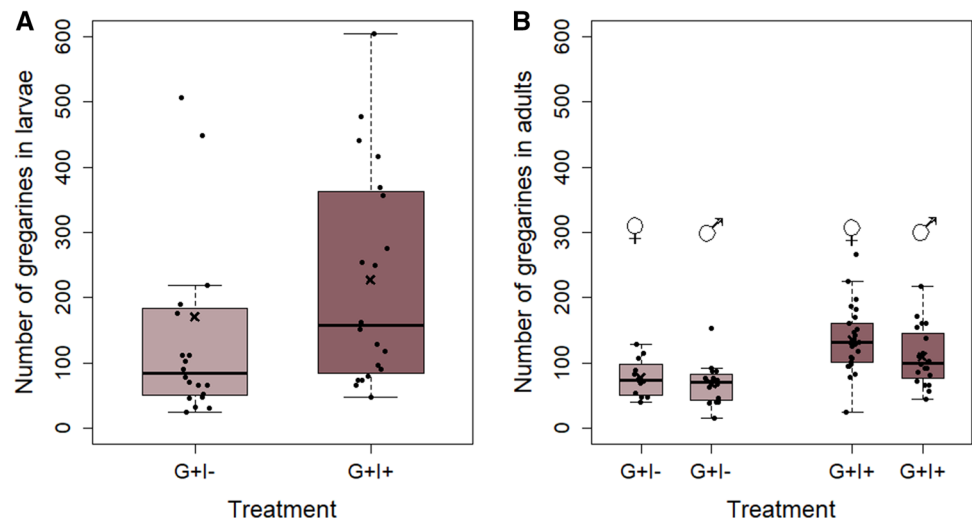 A
Number of gregarines in larvae
600
500
400
300
200
100
0
G+I- G+I+
Treatment
B
Number of gregarines in adults
600
500
400
300
200
100
0
♀ ♂ ♀ ♂
G+I- G+I- G+I+ G+I+
Treatment